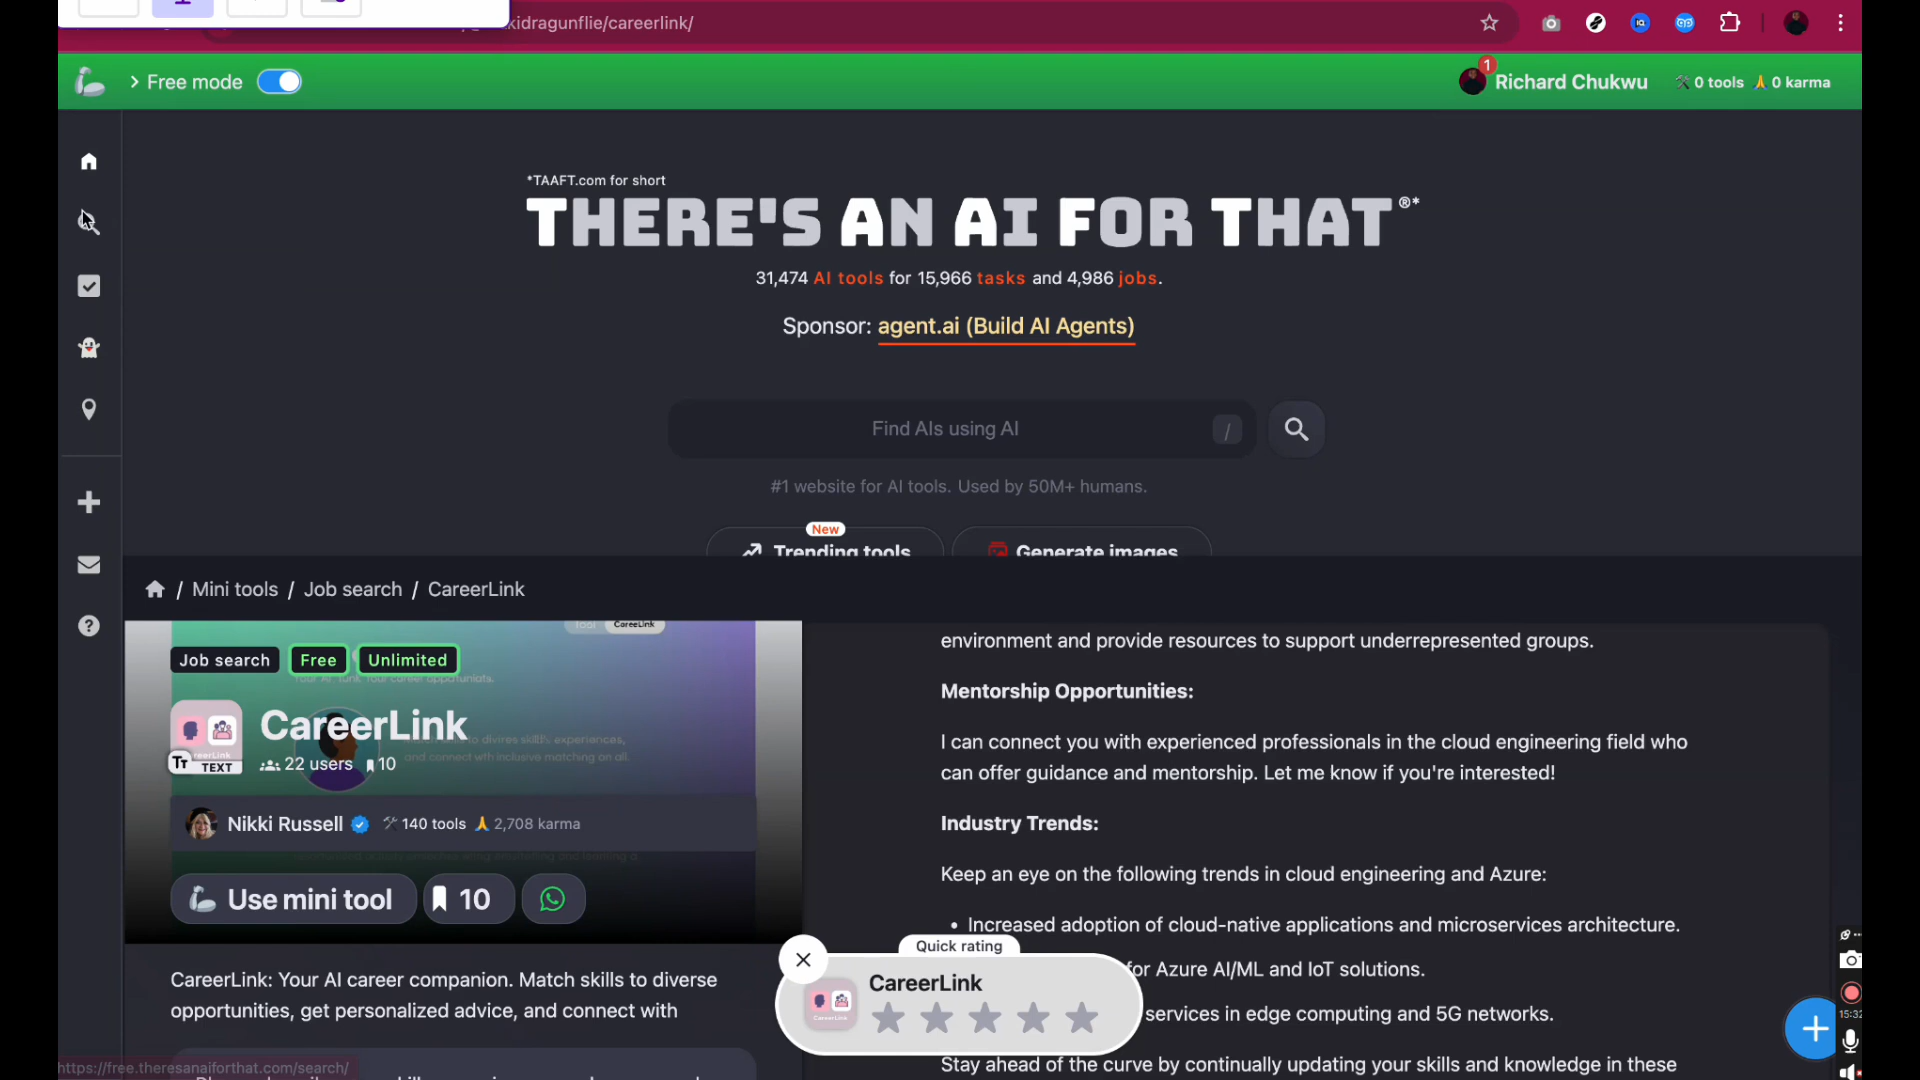 kidragunflie/careerlink/
Free mode
1
Richard Chukwu
0 tools
0 karma
*TAAFT.com for short
THERE'S AN AI FOR THAT®*
31,474 AI tools for 15,966 tasks and 4,986 jobs.
Sponsor: agent.ai (Build AI Agents)
Find AIs using AI
/
#1 website for AI tools. Used by 50M+ humans.
New
Trending tools
Generate images
/ Mini tools / Job search / CareerLink
CareerLink
Job search
Free
Unlimited
CareerLink
TT
TEXT
22 users
10
Nikki Russell
140 tools
2,708 karma
Use mini tool
10
CareerLink: Your AI career companion. Match skills to diverse
opportunities, get personalized advice, and connect with
https://free.theresanaiforthat.com/search/
environment and provide resources to support underrepresented groups.
Mentorship Opportunities:
I can connect you with experienced professionals in the cloud engineering field who
can offer guidance and mentorship. Let me know if you're interested!
Industry Trends:
Keep an eye on the following trends in cloud engineering and Azure:
• Increased adoption of cloud-native applications and microservices architecture.
for Azure AI/ML and IoT solutions.
services in edge computing and 5G networks.
Stay ahead of the curve by continually updating your skills and knowledge in these
Quick rating
CareerLink
15:32